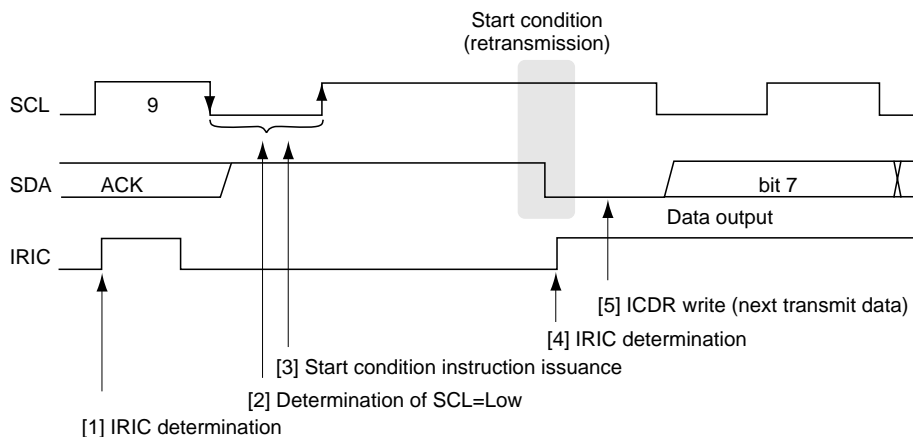 Start condition
(retransmission)
SCL
9
SDA
ACK
bit 7
Data output
IRIC
[5] ICDR write (next transmit data)
[4] IRIC determination
[3] Start condition instruction issuance
[2] Determination of SCL=Low
[1] IRIC determination